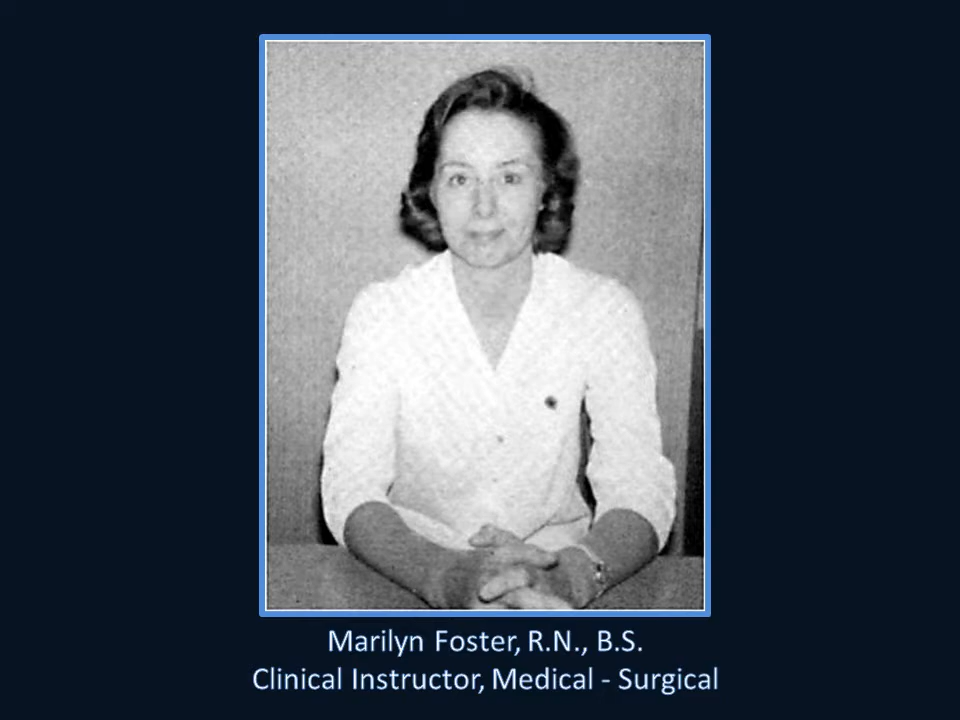 Marilyn Foster, R.N., B.S.
Clinical Instructor, Medical - Surgical